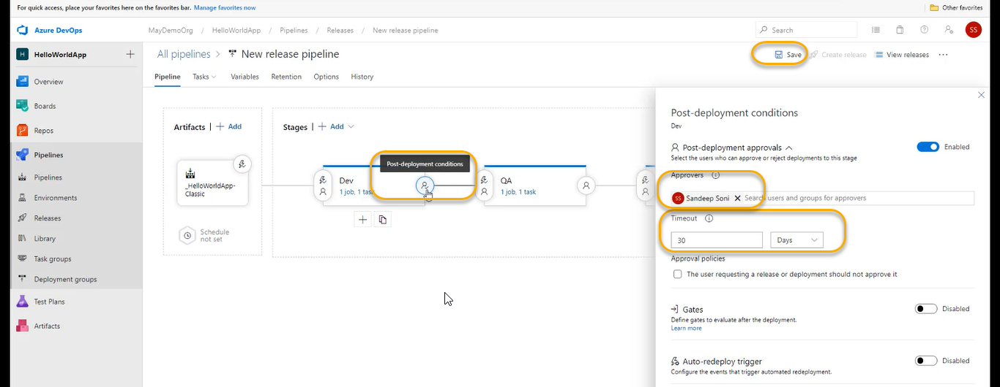 For quick access, place your favorites here on the favorites bar. Manage favorites now
Other favorites
Azure DevOps
MayDemoOrg / HelloWorldApp / Pipelines / Releases / New release pipeline
Search
SS
H HelloWorldApp
All pipelines > New release pipeline
Save
Create release
View releases
Pipeline Tasks Variables Retention Options History
Overview
Boards
Repos
Pipelines
Pipelines
Environments
Releases
Library
Task groups
Deployment groups
Test Plans
Artifacts
Artifacts | + Add
_HelloWorldApp-
Classic
Schedule
not set
Stages | + Add
Post-deployment conditions
Dev
1 job, 1 task
QA
1 job, 1 task
Post-deployment conditions
Dev
Post-deployment approvals
Enabled
Select the users who can approve or reject deployments to this stage
Approvers
SS Sandeep Soni Search users and groups for approvers
Timeout
30 Days
Approval policies
The user requesting a release or deployment should not approve it
Gates
Disabled
Define gates to evaluate after the deployment.
Learn more
Auto-redeploy trigger
Disabled
Configure the events that trigger automated redeployment.